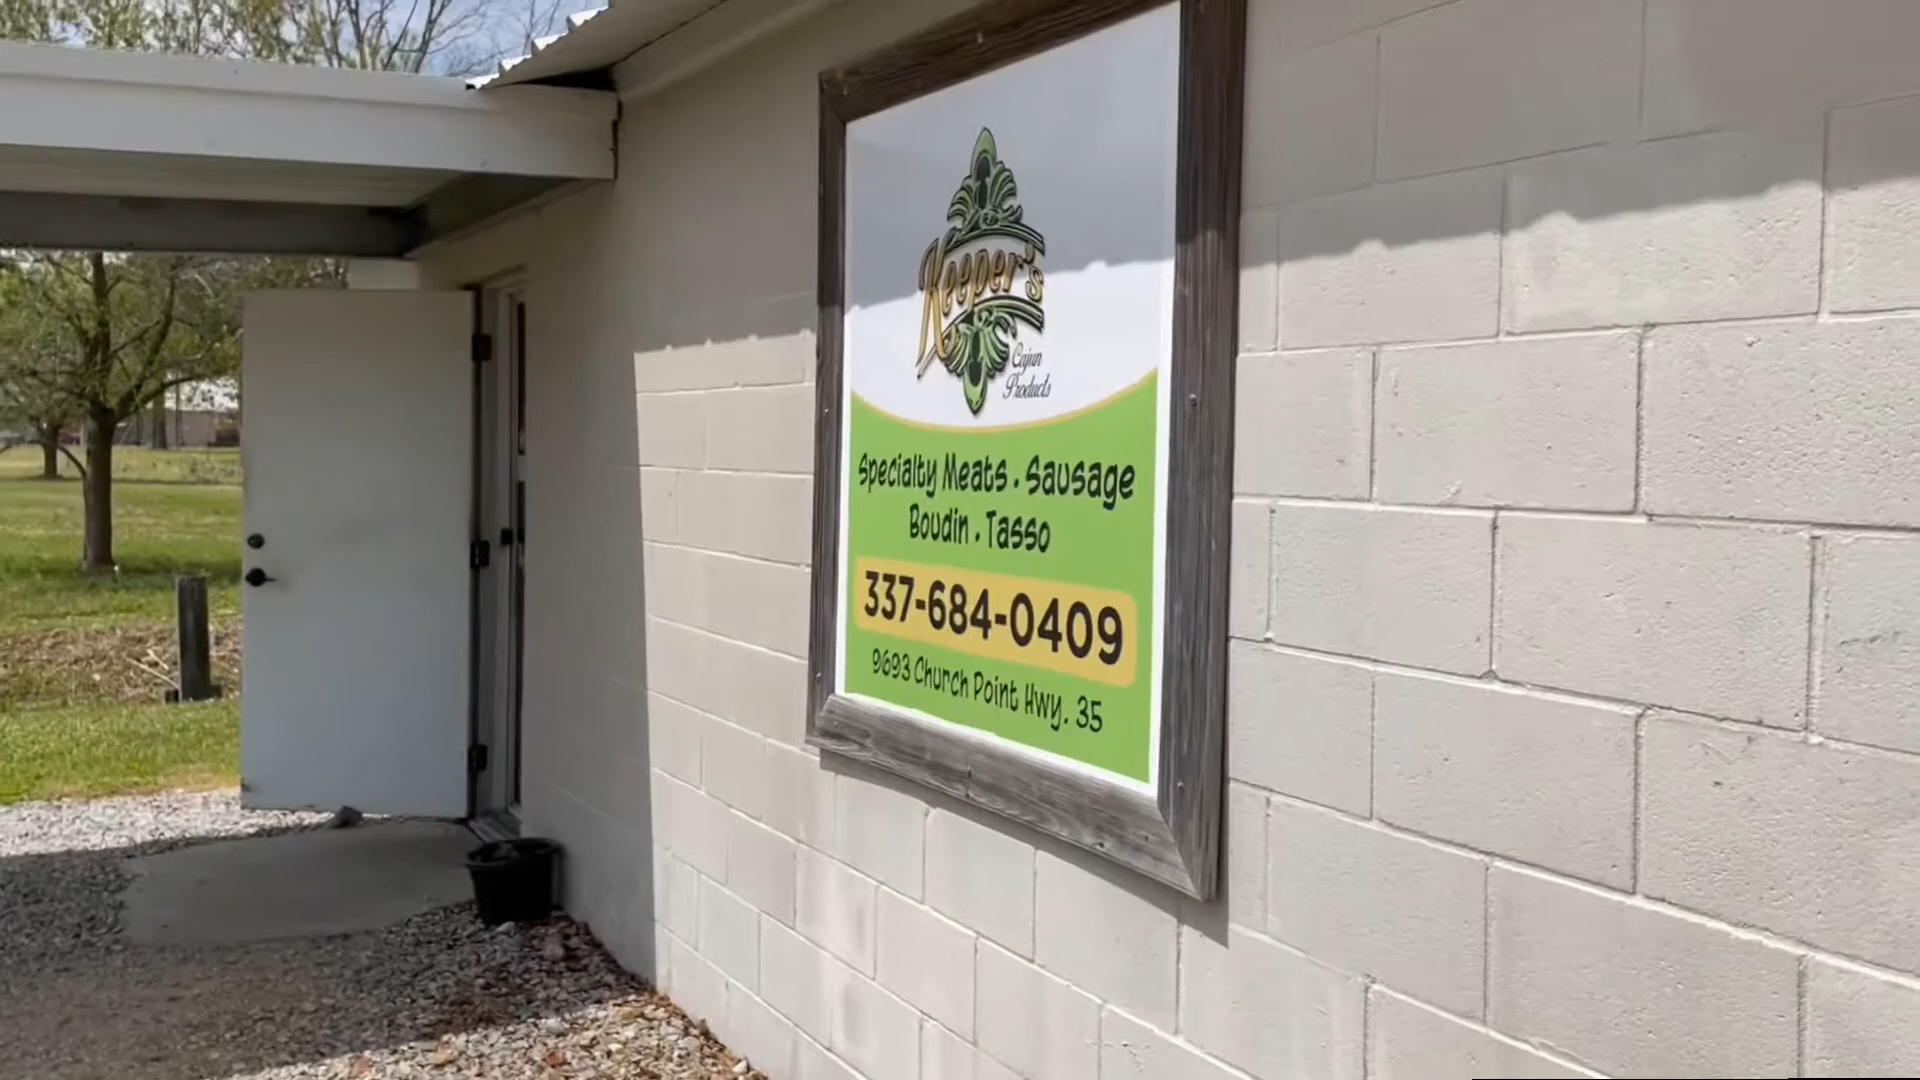 Keeper's
Cajun
Products
Specialty Meats . Sausage
Boudin . Tasso
337-684-0409
9693 Church Point Hwy. 35